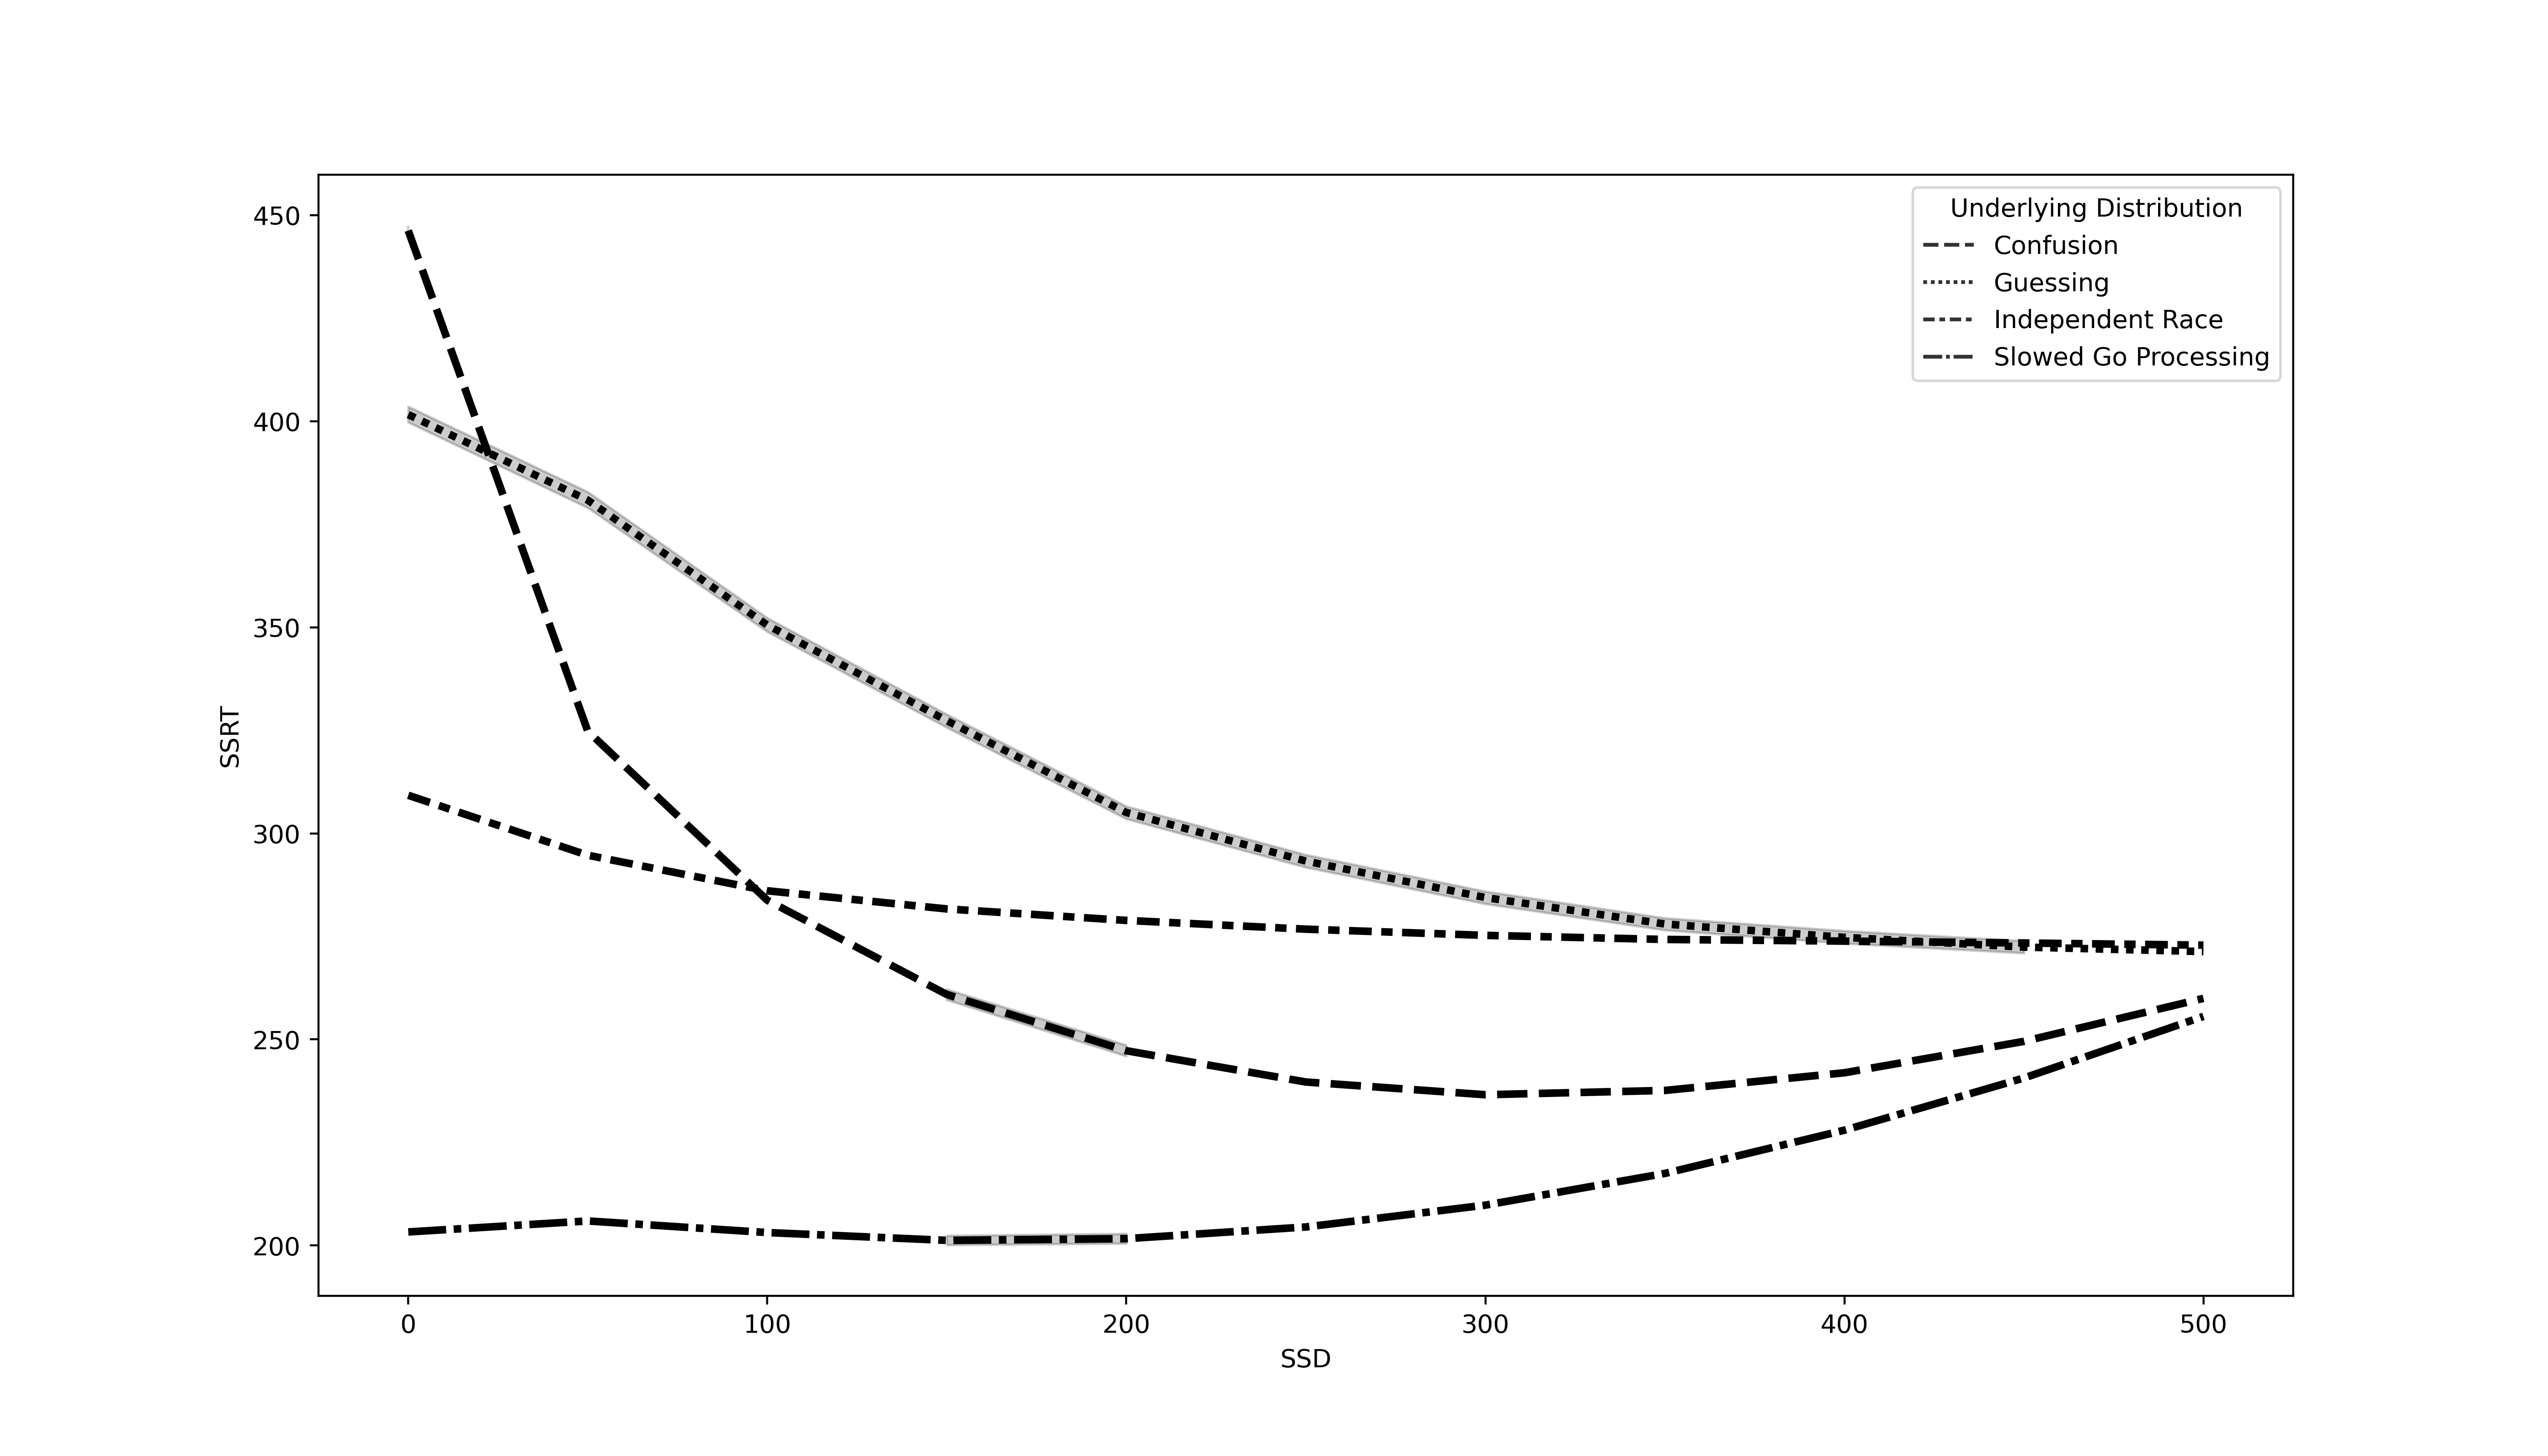 450
400
350
300
250
200
SSRT
0 100 200 300 400 500
SSD
Underlying Distribution
Confusion
Guessing
Independent Race
Slowed Go Processing